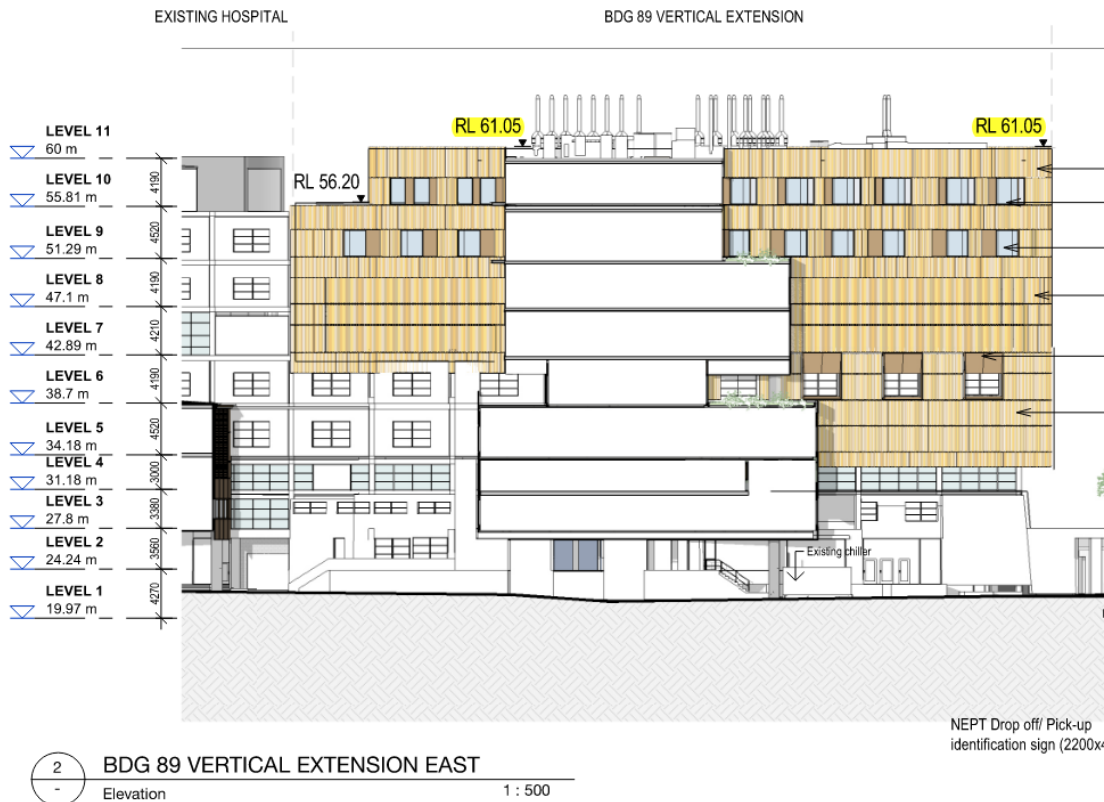 EXISTING HOSPITAL
BDG 89 VERTICAL EXTENSION
RL 61.05
RL 61.05
RL 56.20
LEVEL 11
60 m
4190
LEVEL 10
55.81 m
4520
LEVEL 9
51.29 m
4190
LEVEL 8
47.1 m
4210
LEVEL 7
42.89 m
4190
LEVEL 6
38.7 m
4520
LEVEL 5
34.18 m
3000
LEVEL 4
31.18 m
3380
LEVEL 3
27.8 m
3560
LEVEL 2
24.24 m
4270
LEVEL 1
19.97 m
Existing chiller
NEPT Drop off/ Pick-up
identification sign (2200x4
2
-
BDG 89 VERTICAL EXTENSION EAST
Elevation
1 : 500